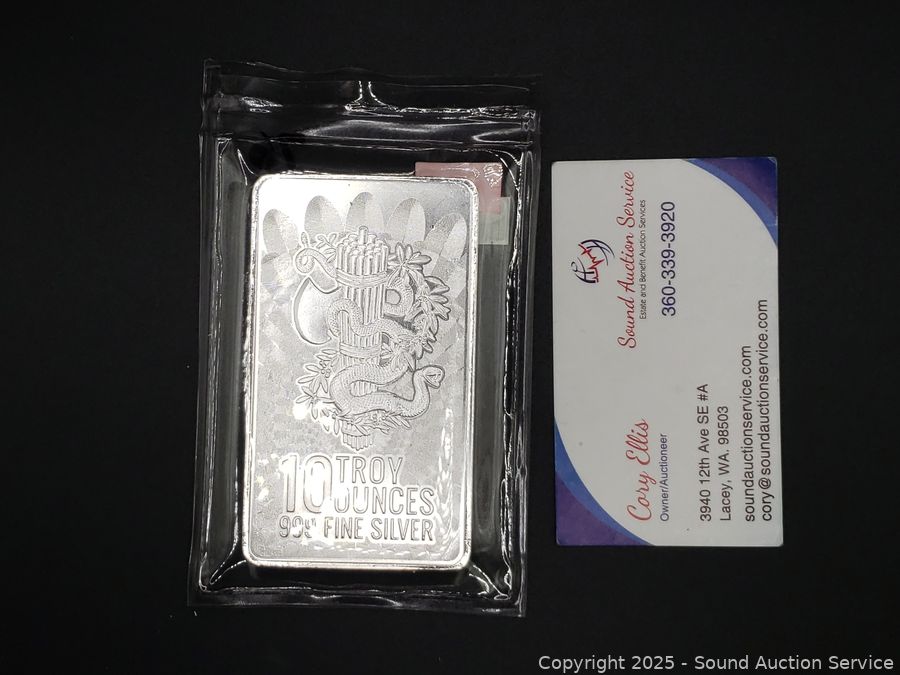 10 TROY
OUNCES
999 FINE SILVER
Sound Auction Service
Estate and Benefit Auction Services
360-339-3920
Cory Ellis
Owner/Auctioneer
3940 12th Ave SE #A
Lacey, WA. 98503
soundauctionservice.com
cory@soundauctionservice.com
Copyright 2025 - Sound Auction Service